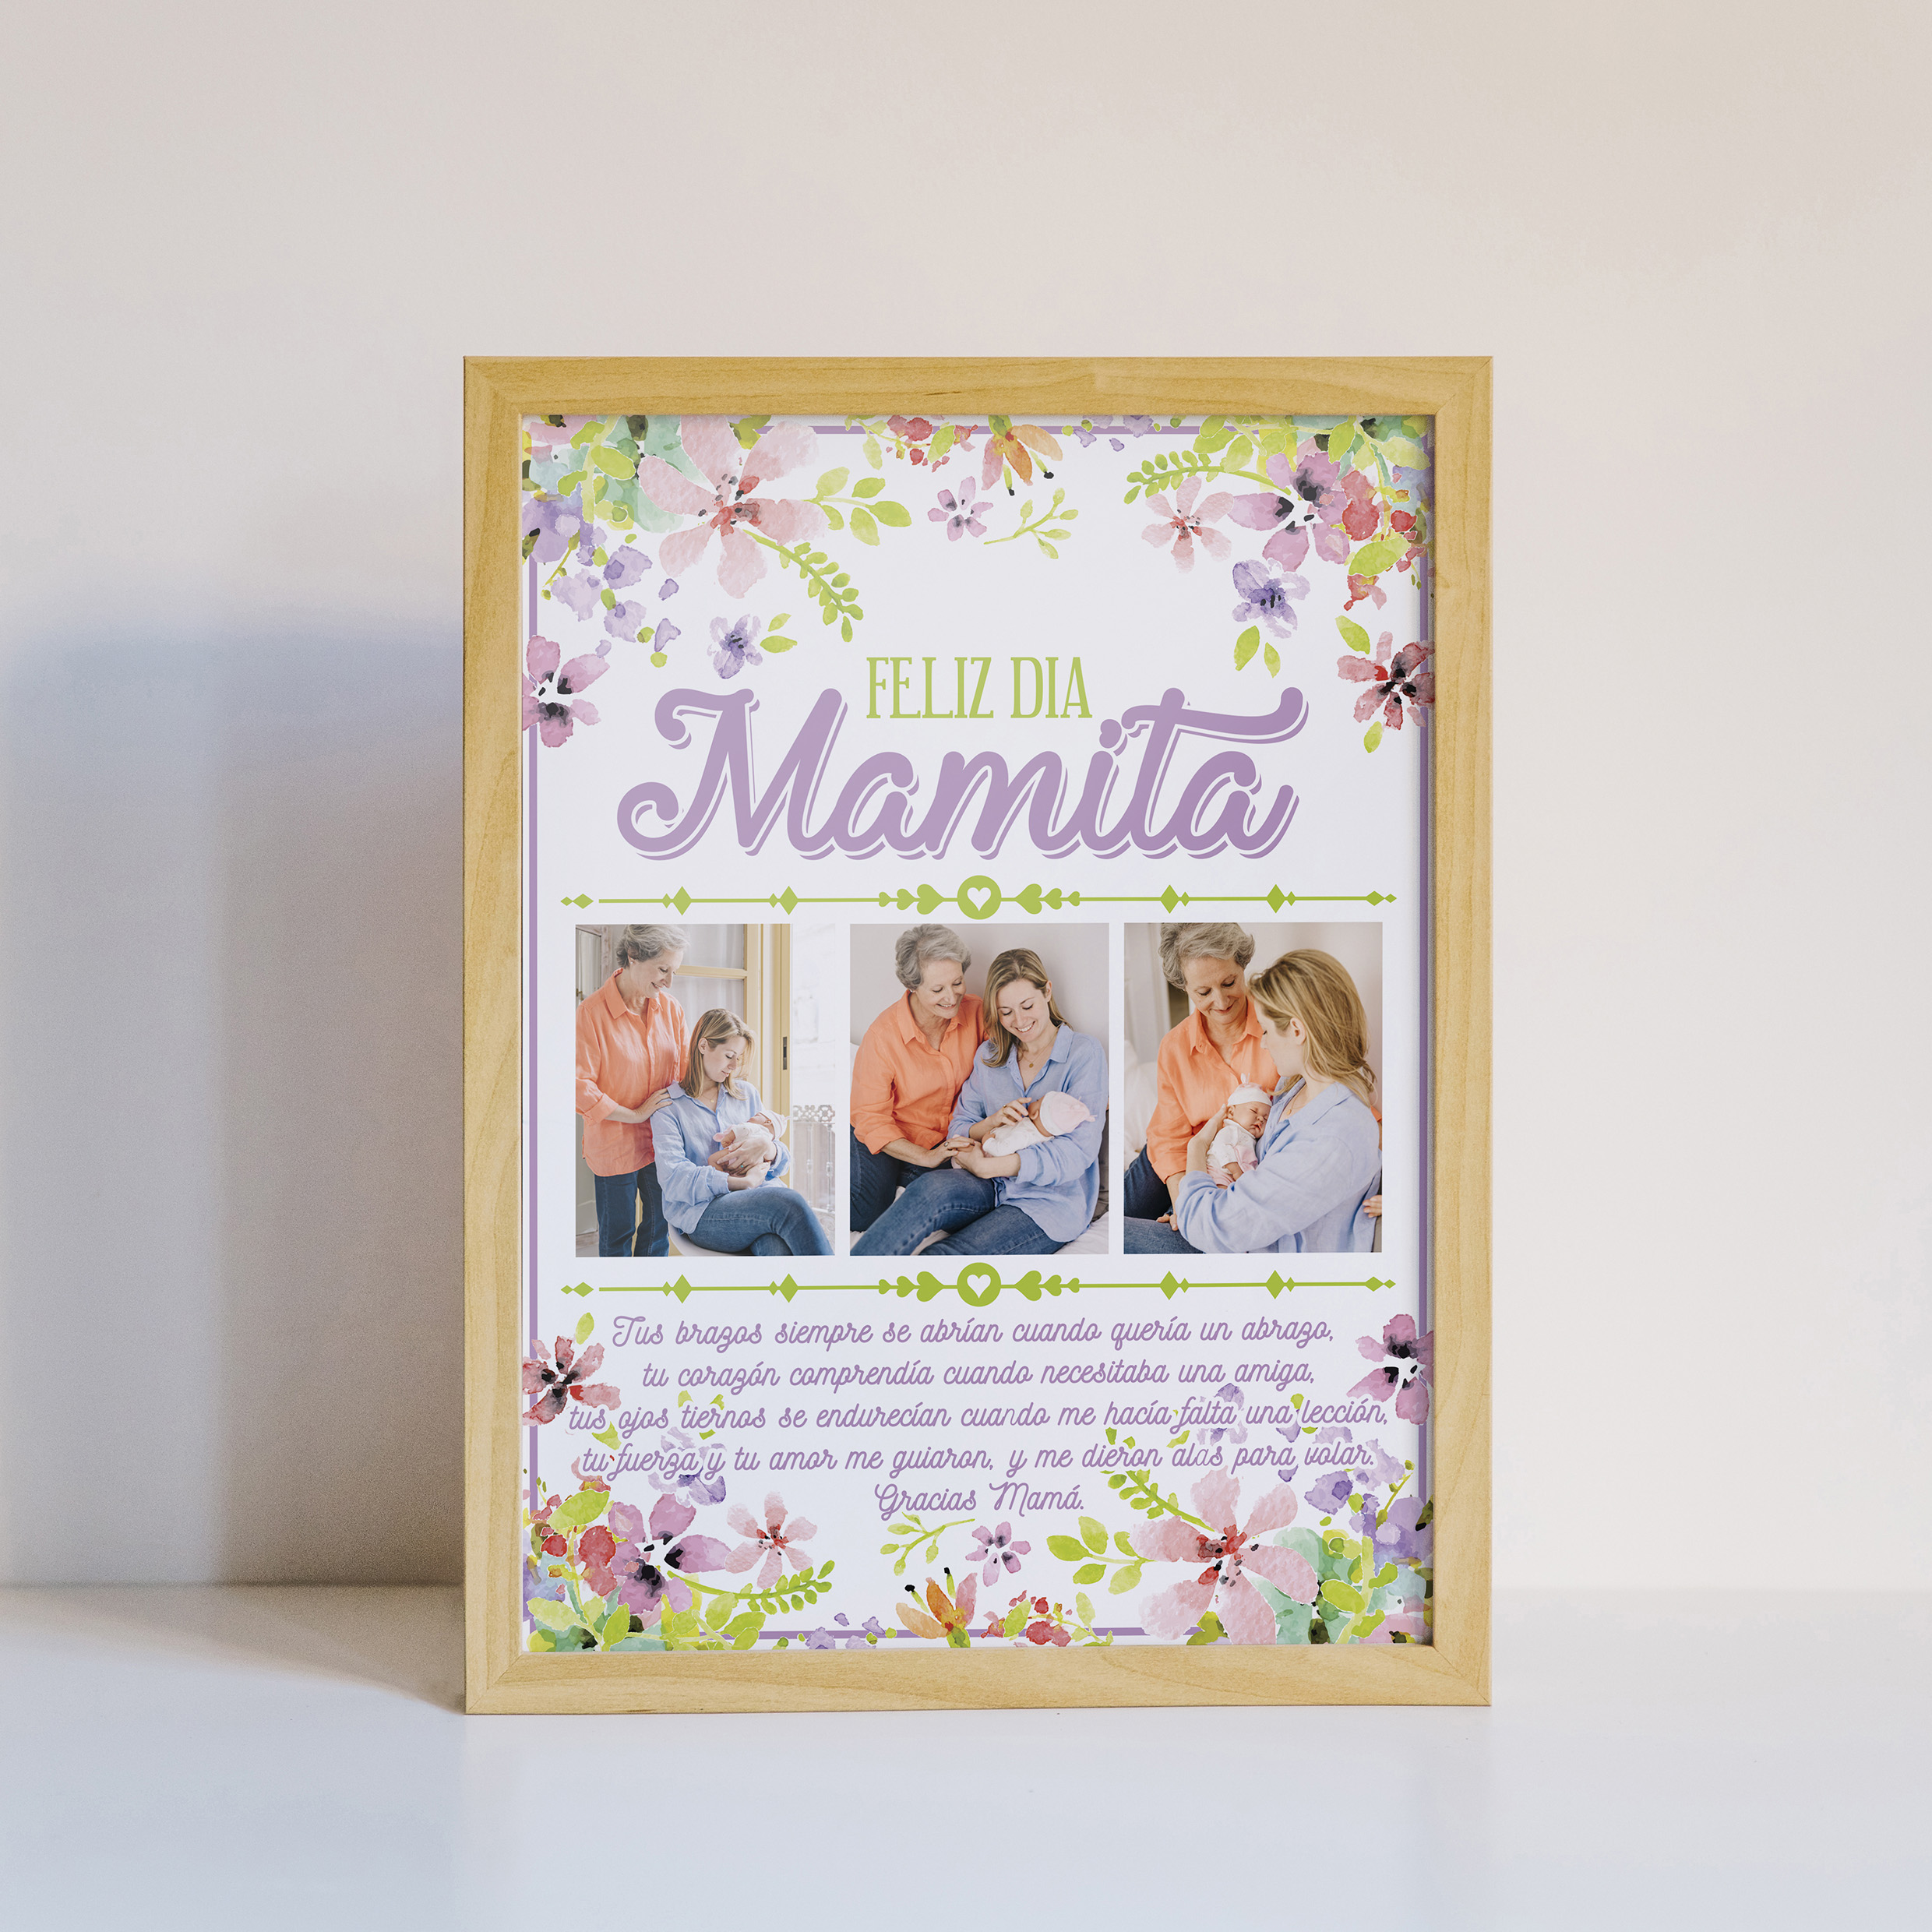 FELIZ DIA
Mamita
Tus brazos siempre se abrían cuando quería un abrazo,
tu corazón comprendía cuando necesitaba una amiga,
tus ojos tiernos se endurecían cuando me hacía falta una lección,
tu fuerza y tu amor me guiaron, y me dieron alas para volar.
Gracias Mamá.